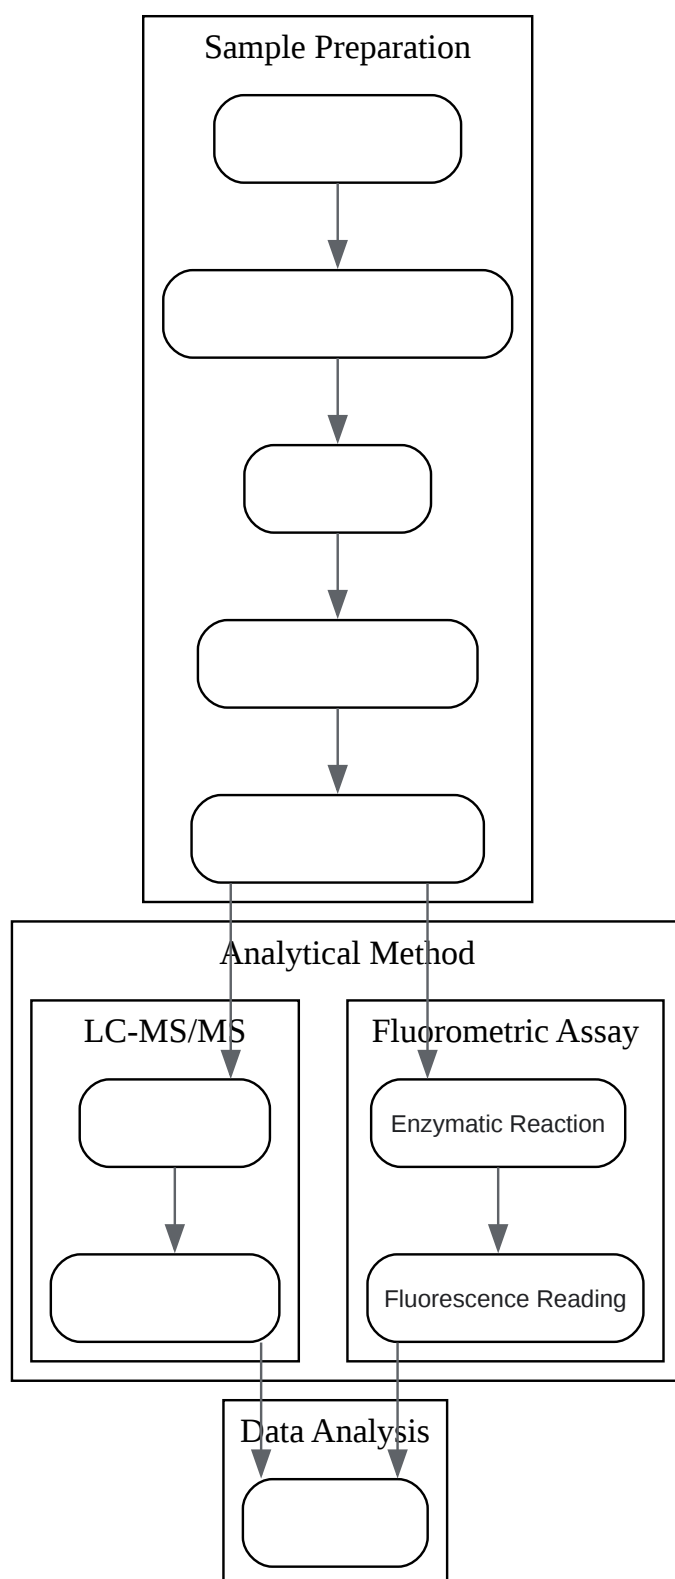 Sample Preparation
Analytical Method
LC-MS/MS
Fluorometric Assay
Enzymatic Reaction
Fluorescence Reading
Data Analysis